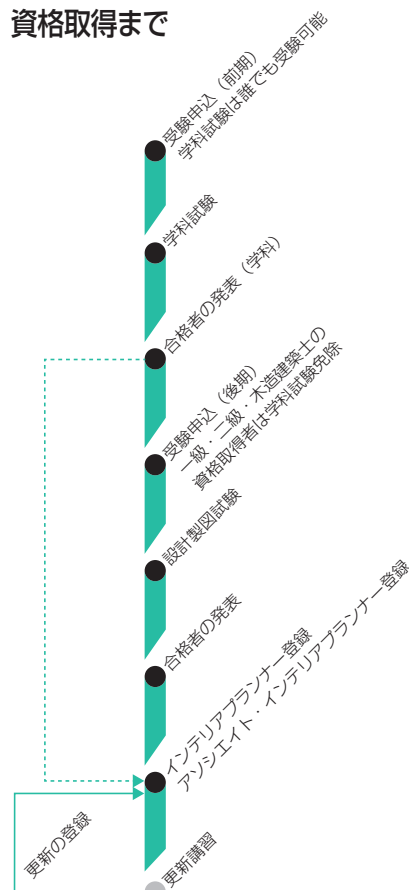 資格取得まで
受験申込（前期）
学科試験は誰でも受験可能
学科試験
合格者の発表（学科）
受験申込（後期）
一級・二級・木造建築士の
資格取得者は学科試験免除
設計製図試験
合格者の発表
インテリアプランナー登録
アソシエイト・インテリアプランナー登録
更新の登録
更新講習